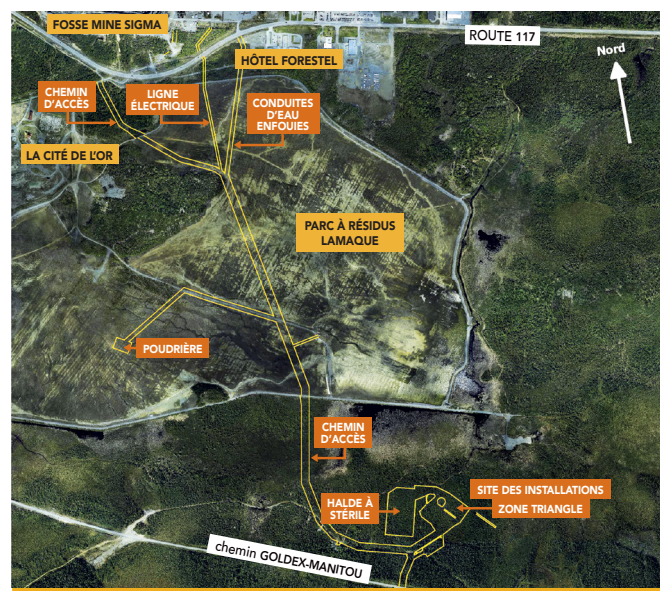 FOSSE MINE SIGMA
ROUTE 117
Nord
HÔTEL FORESTEL
CHEMIN
D'ACCÈS
LIGNE
ÉLECTRIQUE
CONDUITES
D'EAU
ENFOUIES
LA CITÉ DE L'OR
PARC À RÉSIDUS
LAMAQUE
POUDRIÈRE
CHEMIN
D'ACCÈS
HALDE À
STÉRILE
SITE DES INSTALLATIONS
ZONE TRIANGLE
chemin GOLDEX-MANITOU